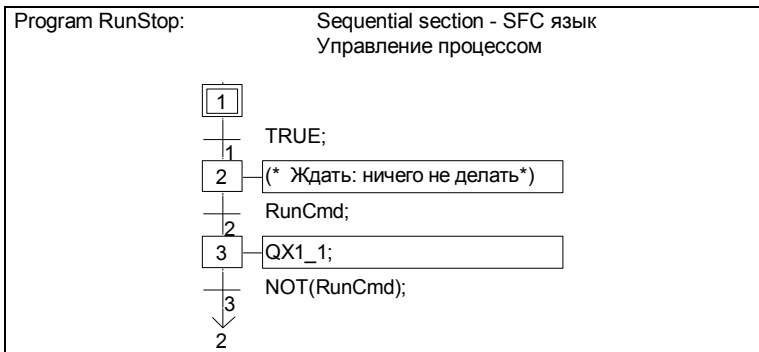 Program RunStop: Sequential section - SFC язык
Управление процессом
1
TRUE;
1
2 (* Ждать: ничего не делать*)
RunCmd;
2
3 QX1_1;
NOT(RunCmd);
3
2